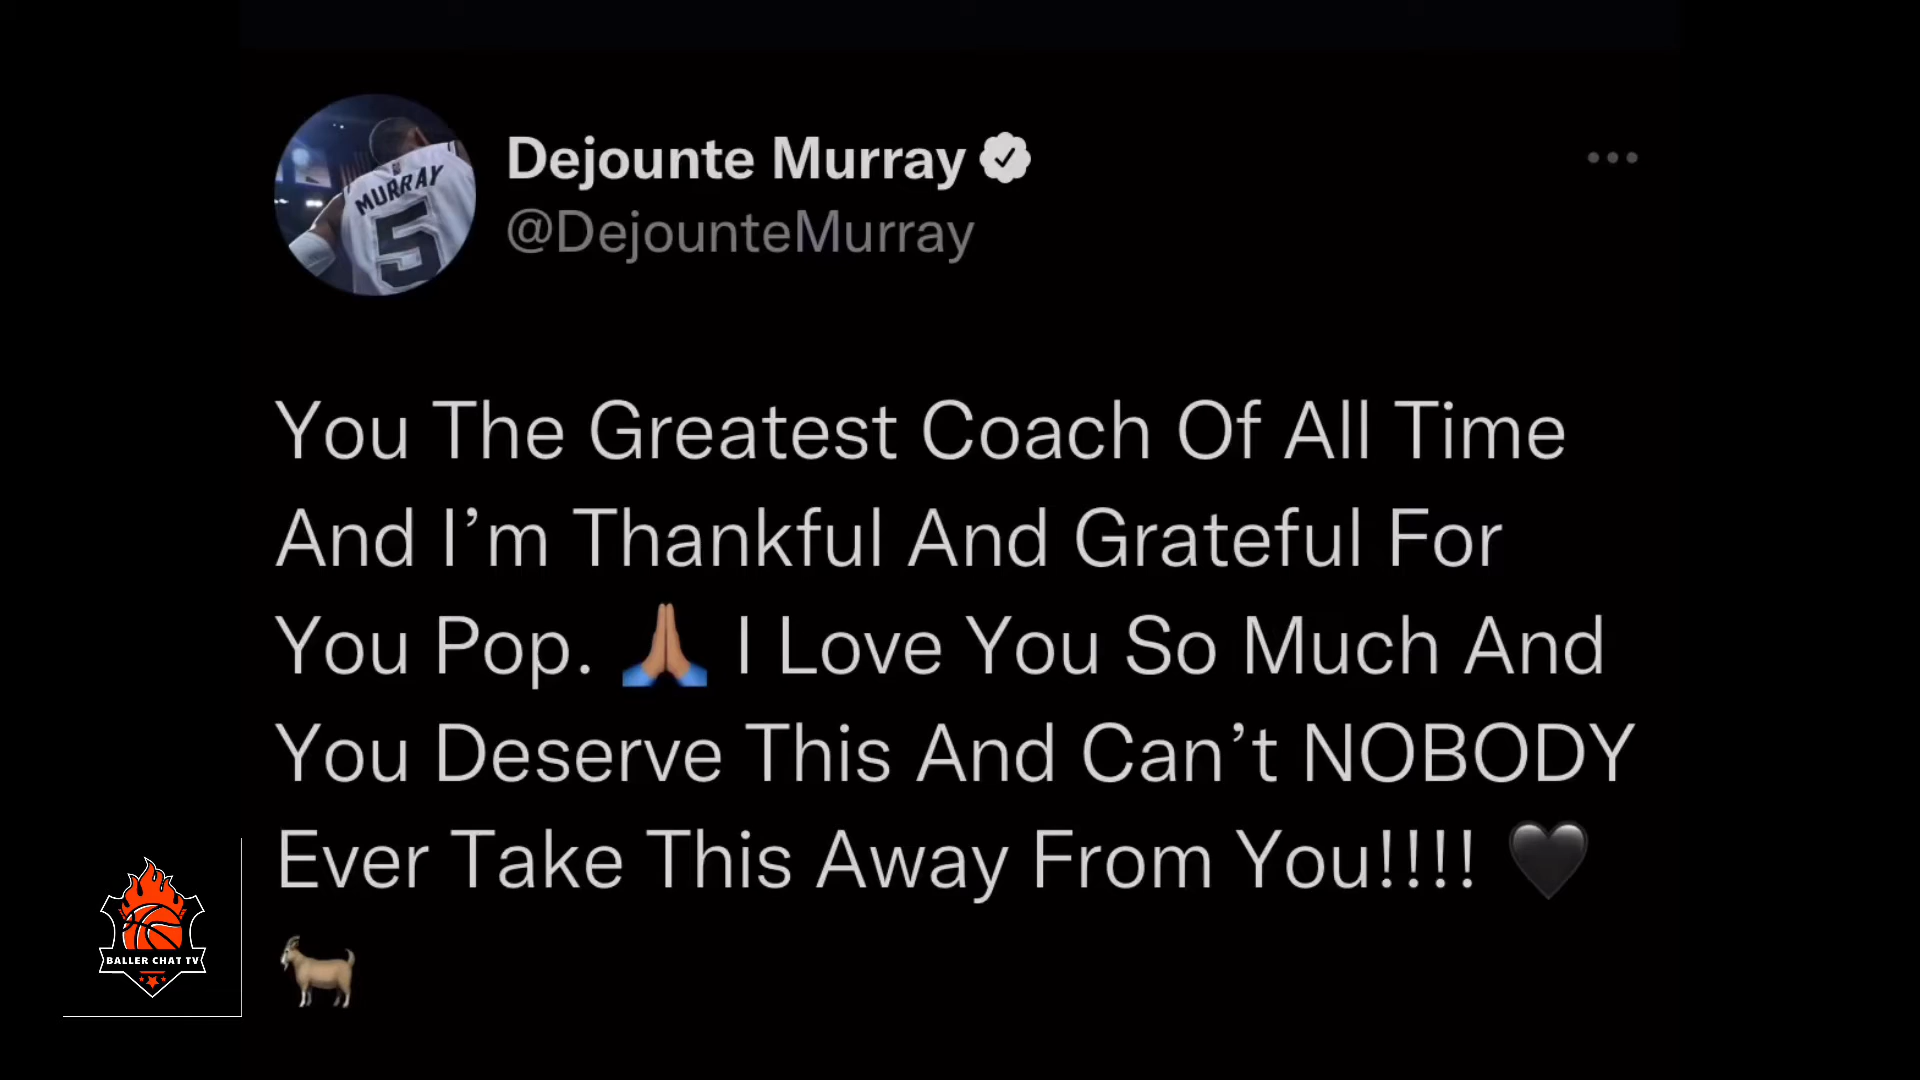 Dejounte Murray
@DejounteMurray
MURRAY
5
You The Greatest Coach Of All Time
And I’m Thankful And Grateful For
You Pop. 🙏🏽 I Love You So Much And
You Deserve This And Can’t NOBODY
Ever Take This Away From You!!!! 🖤
🐐
BALLER CHAT TV